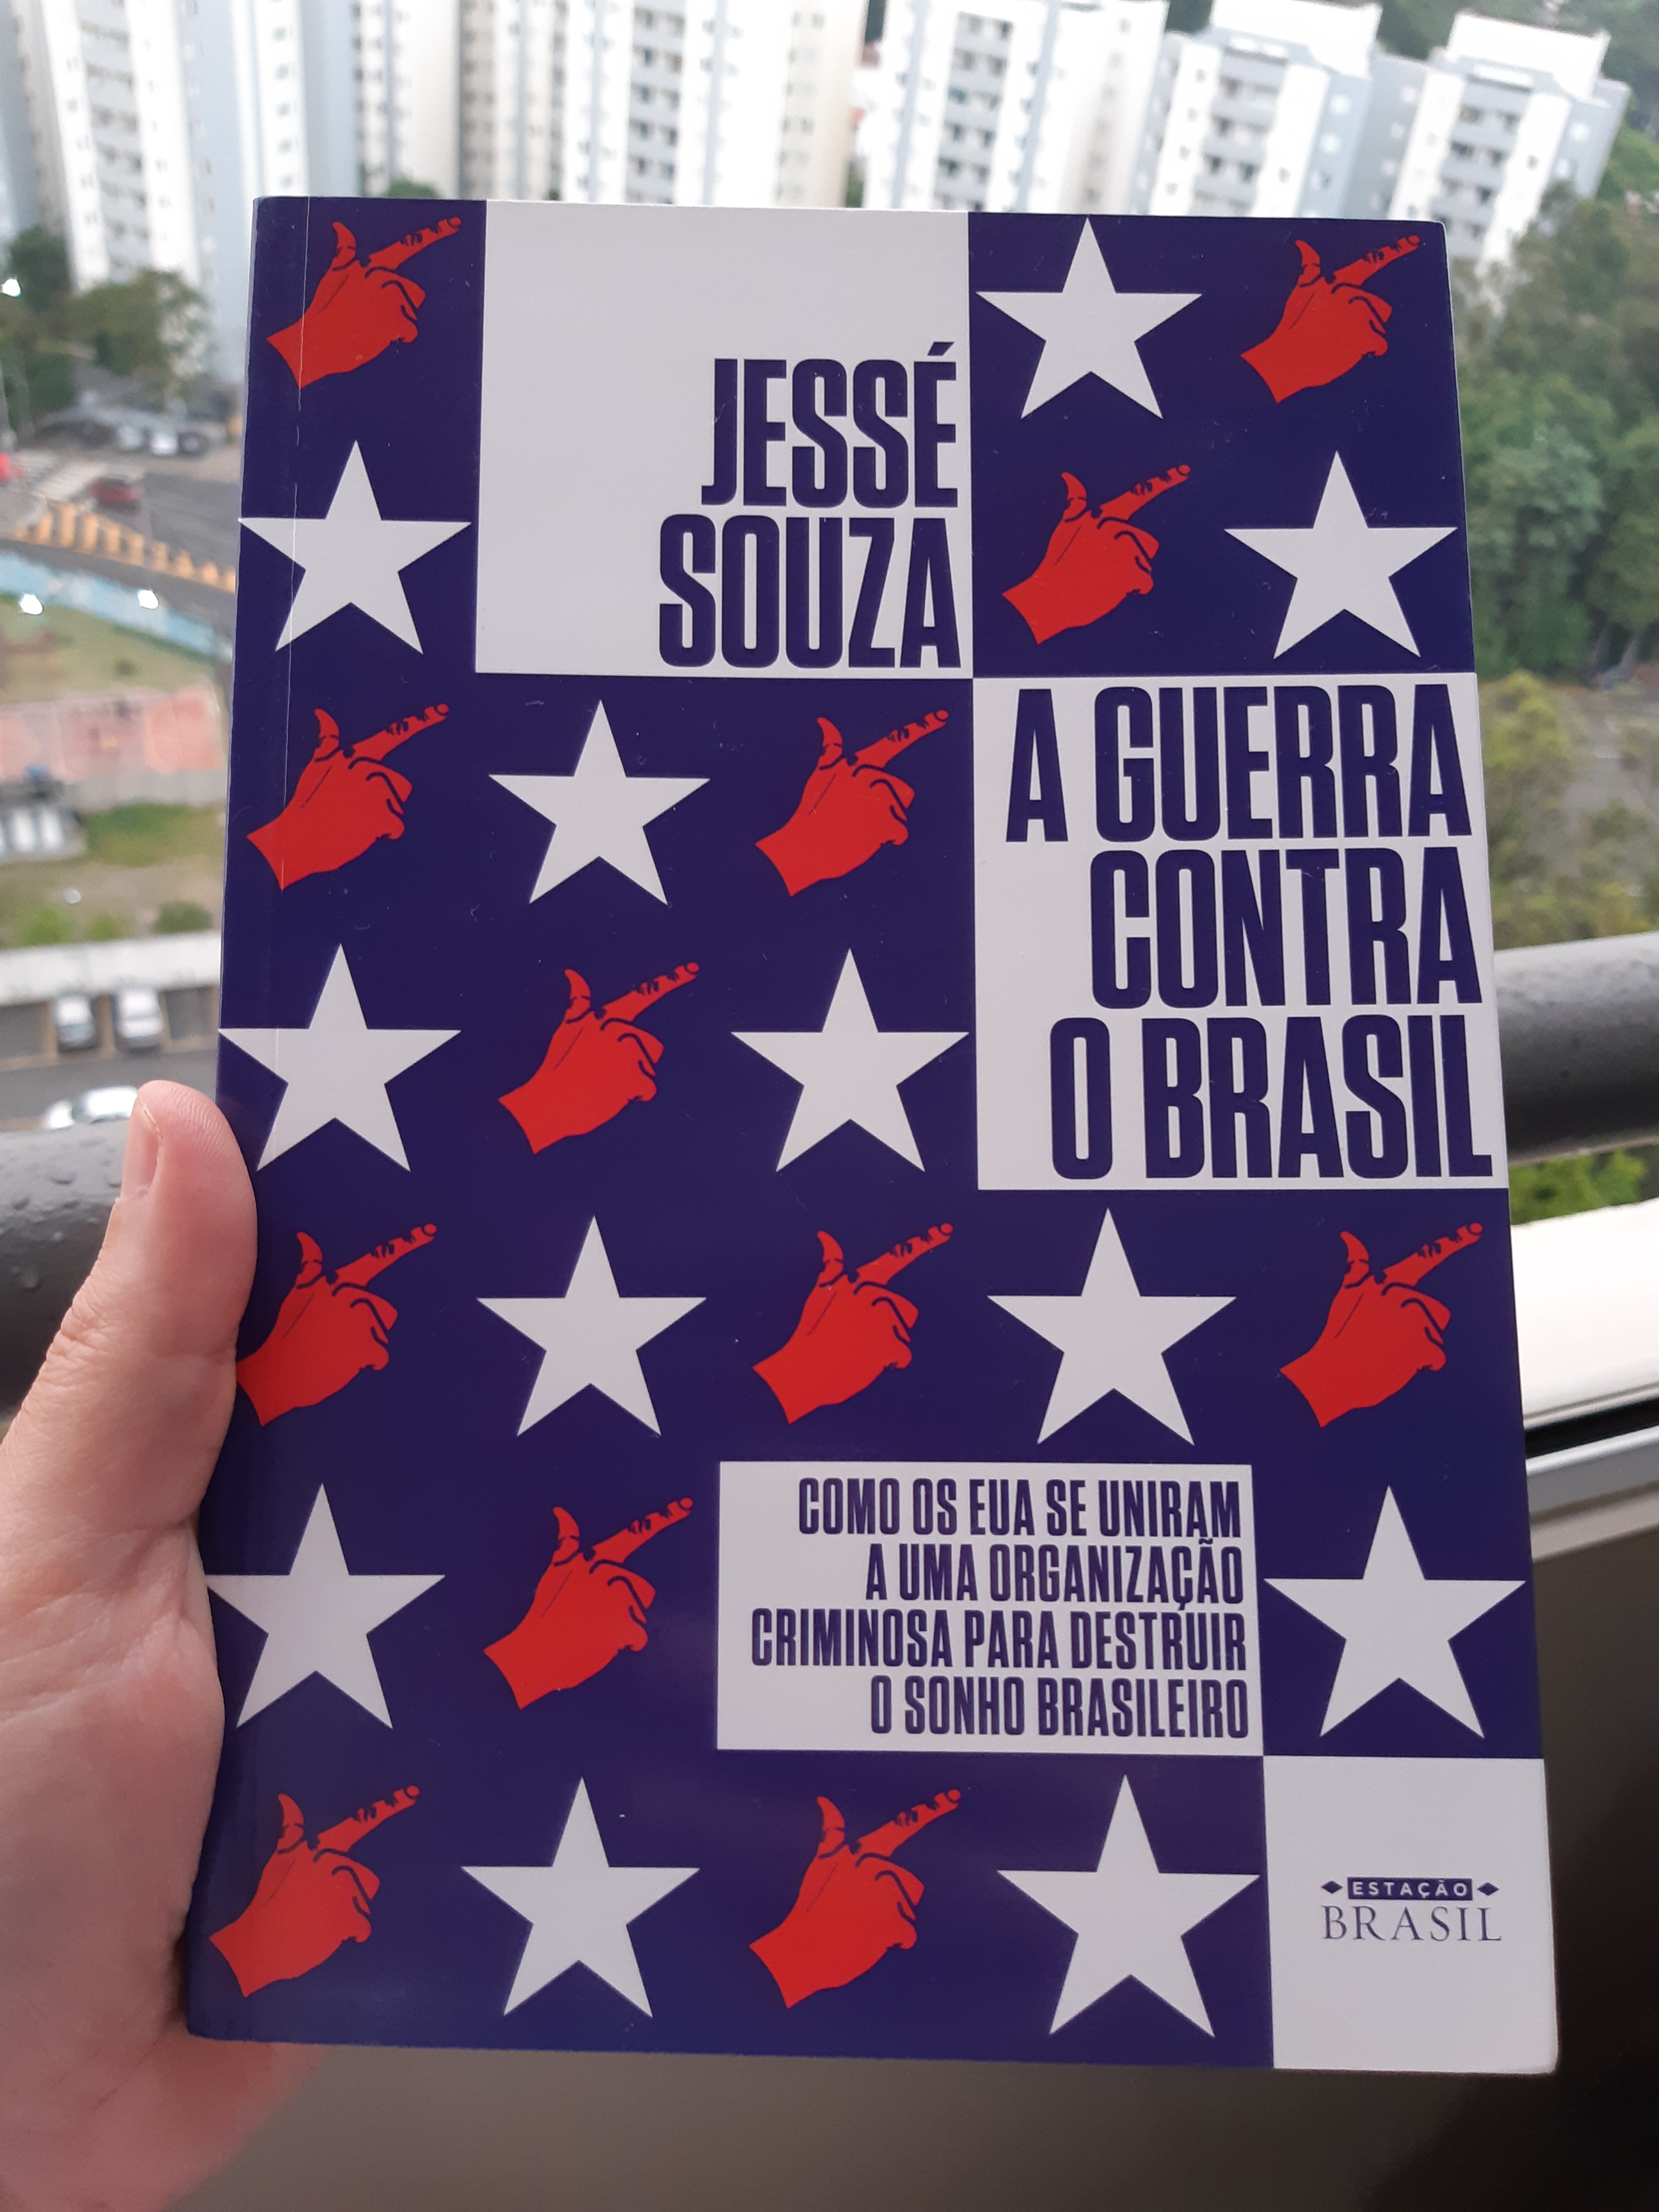 JESSÉ
SOUZA
A GUERRA
CONTRA
O BRASIL
COMO OS EUA SE UNIRAM
A UMA ORGANIZAÇÃO
CRIMINOSA PARA DESTRUIR
O SONHO BRASILEIRO
ESTAÇÃO
BRASIL